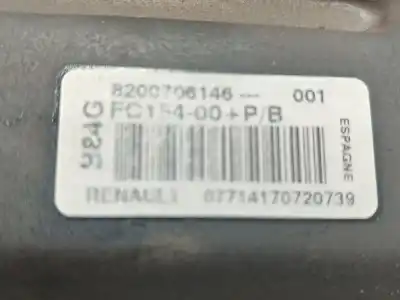 8200706146-- 001
FC154-00+P/B
984G
ESPAGNE
RENAULT 87714170720739